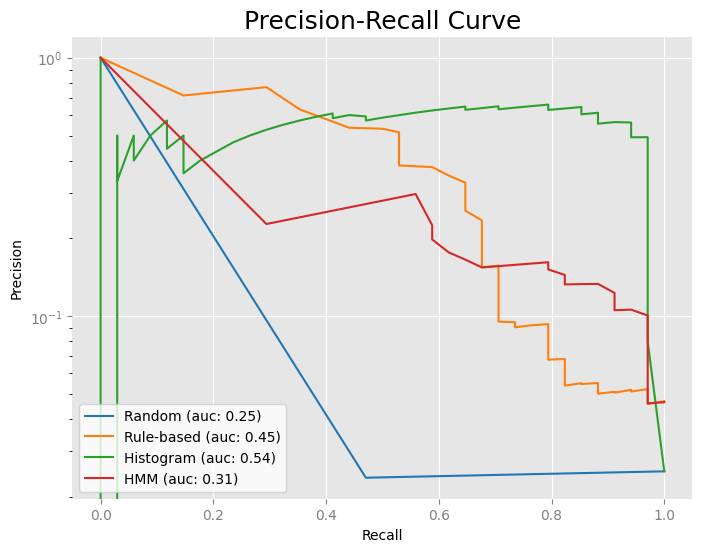 Precision-Recall Curve
10⁰
10⁻¹
Precision
Random (auc: 0.25)
Rule-based (auc: 0.45)
Histogram (auc: 0.54)
HMM (auc: 0.31)
0.0 0.2 0.4 0.6 0.8 1.0
Recall